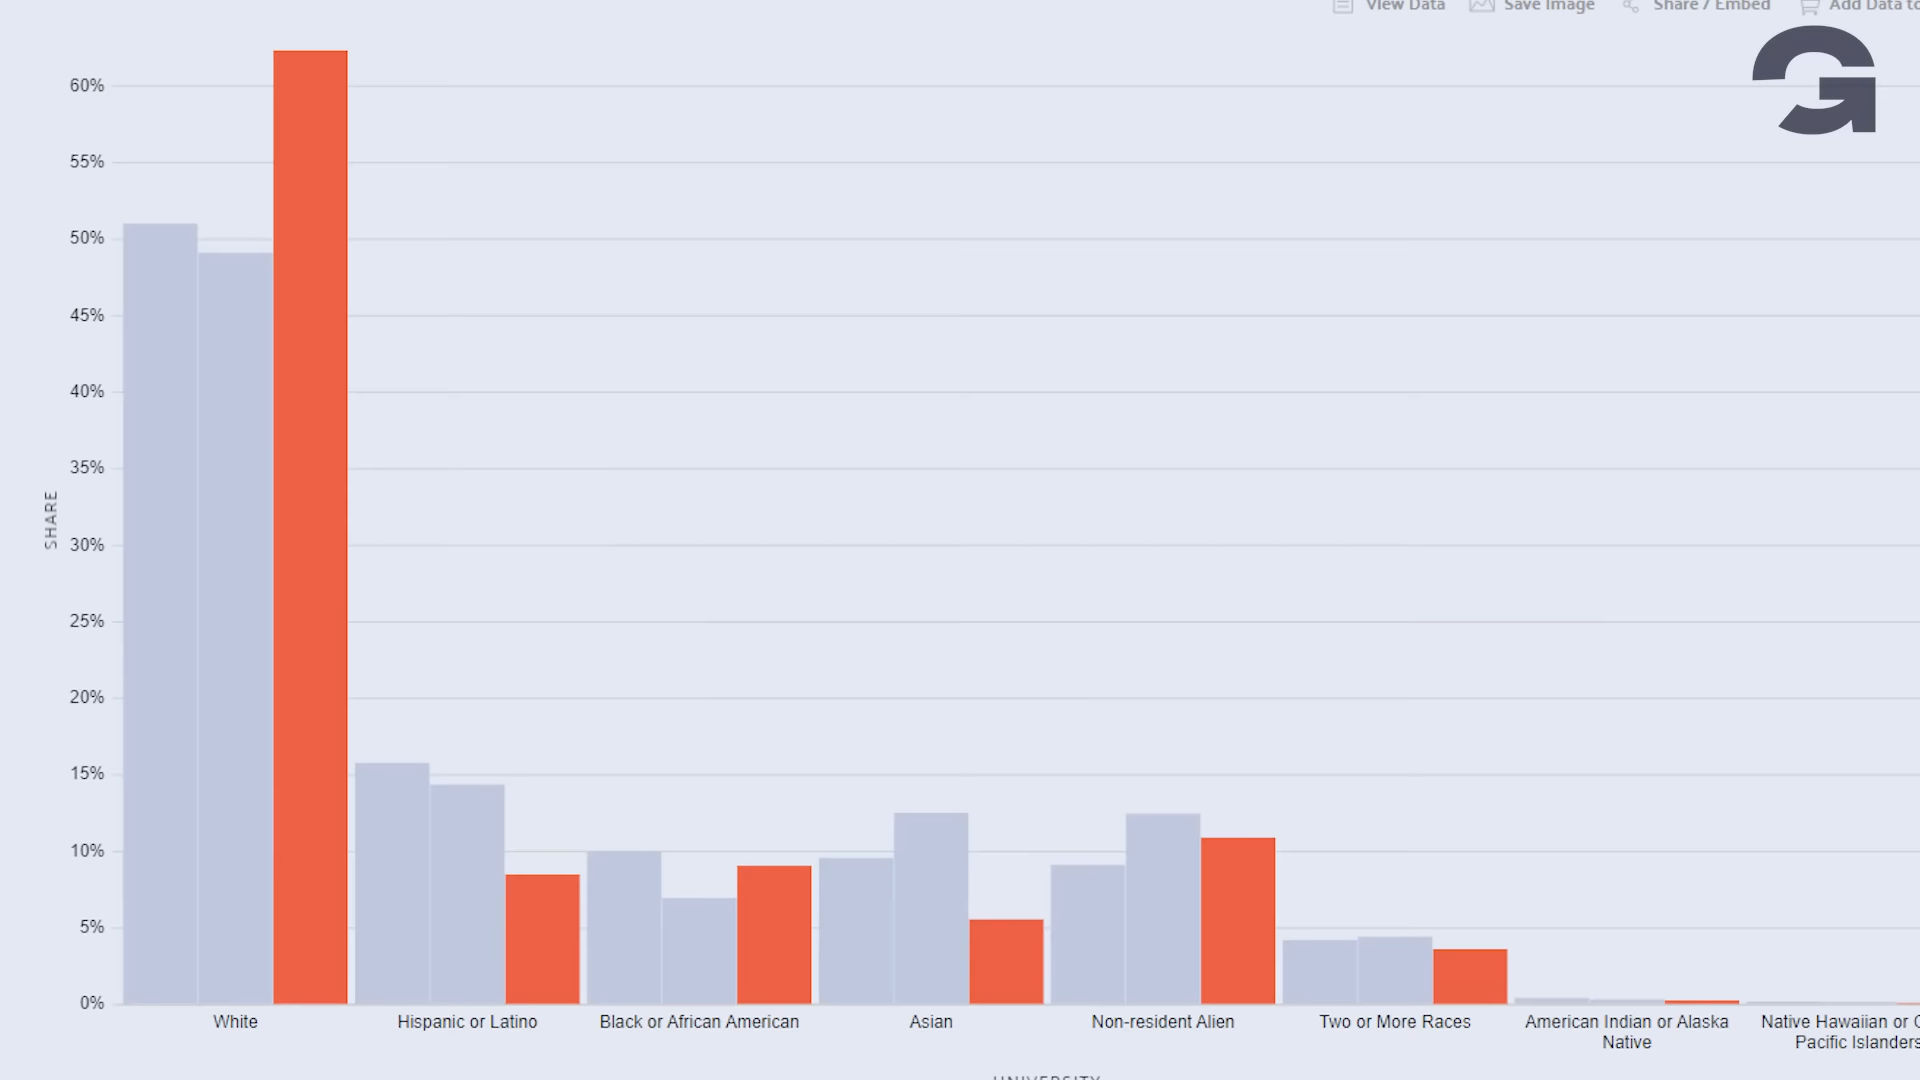 View Data Save Image Share / Embed Add Data to
60%
55%
50%
45%
40%
35%
30%
25%
20%
15%
10%
5%
0%
SHARE
White
Hispanic or Latino
Black or African American
Asian
Non-resident Alien
Two or More Races
American Indian or Alaska
Native
Native Hawaiian or
Pacific Islanders
UNIVERSITY
G